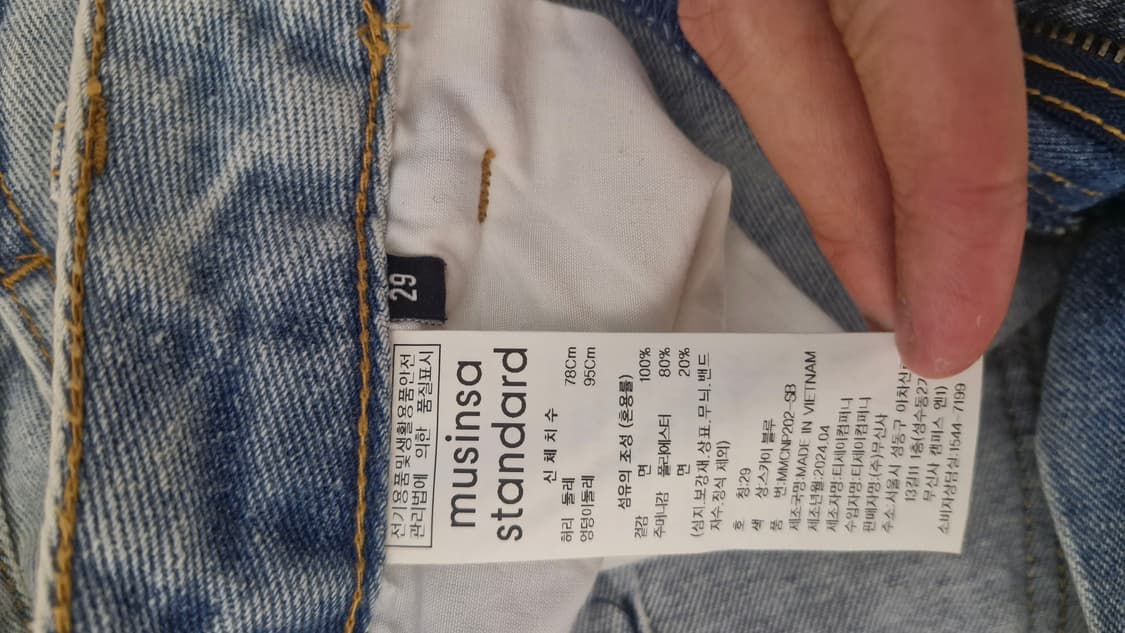 29
전기용품및생활용품안전
관리법에 의한 품질표시
musinsa
standard
신 체 치 수
허리 둘레 78Cm
엉덩이둘레 95Cm
섬유의 조성 (혼용률)
겉감 면 100%
주머니감 폴리에스터 80%
면 20%
(심지.보강재.상표.무늬.밴드
자수.장식 제외)
호 칭:29
색 상:스카이 블루
품 번:MMCNP202-SB
제조국명:MADE IN VIETNAM
제조년월:2024.04
제조자명:티세이컴퍼니
수입자명:티세이컴퍼니
판매자명:(주)무신사
주소.서울시 성동구 아차산
13길11 1층(성수동27
무신사 캠퍼스 엔1)
소비자상담실:1544-7199